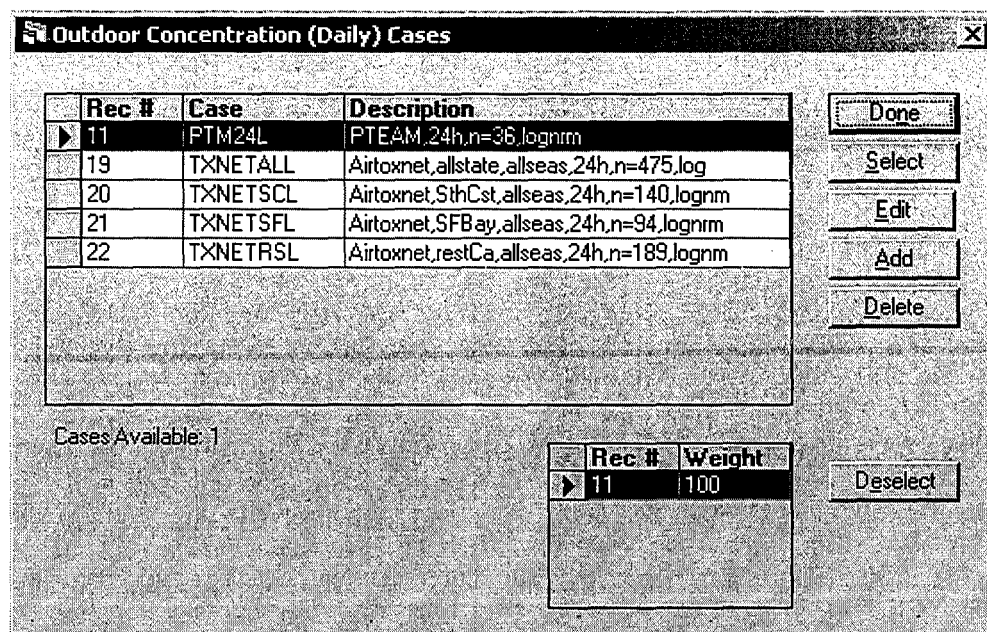 Outdoor Concentration (Daily) Cases
Rec # Case Description
11 PTM24L PTEAM,24h,n=36,lognrm
19 TXNETALL Airtoxnet,allstate,allseas,24h,n=475,log
20 TXNETSCL Airtoxnet,SthCst,allseas,24h,n=140,lognm
21 TXNETSFL Airtoxnet,SFBay,allseas,24h,n=94,lognrm
22 TXNETRSL Airtoxnet,restCa,allseas,24h,n=189,lognm
Done
Select
Edit
Add
Delete
Cases Available: 1
Rec # Weight
11 100
Deselect